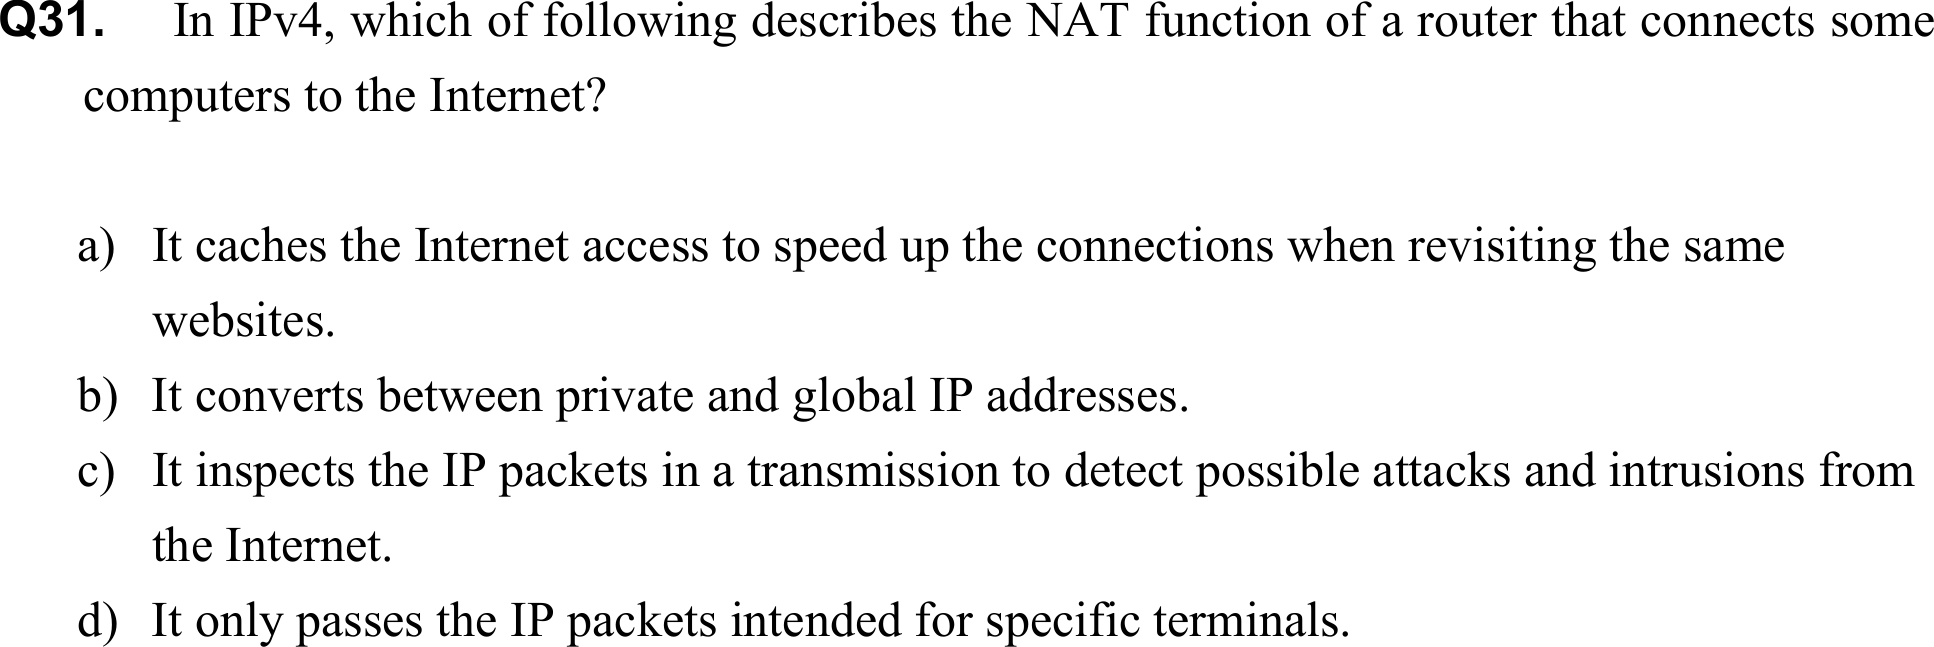 Q31. In IPv4, which of following describes the NAT function of a router that connects some
computers to the Internet?
a) It caches the Internet access to speed up the connections when revisiting the same
websites.
b) It converts between private and global IP addresses.
c) It inspects the IP packets in a transmission to detect possible attacks and intrusions from
the Internet.
d) It only passes the IP packets intended for specific terminals.